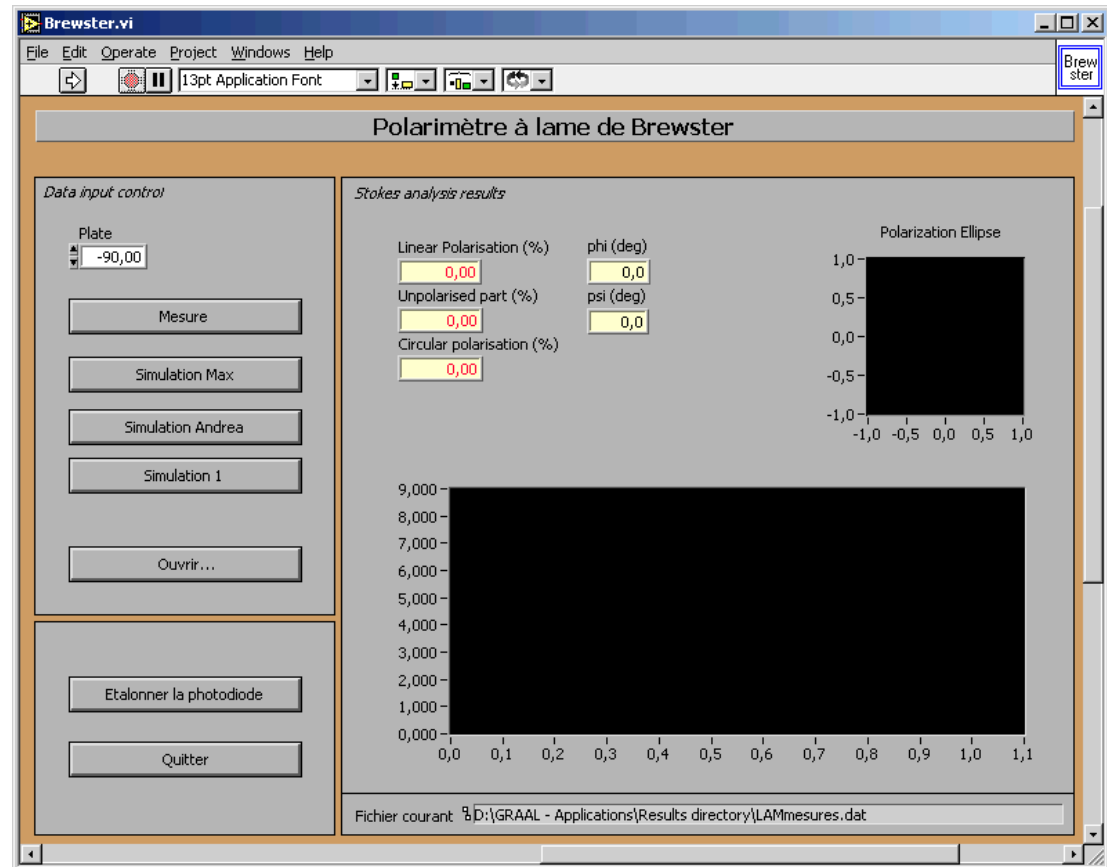 Brewster.vi
File Edit Operate Project Windows Help
13pt Application Font
Brew
ster
Polarimètre à lame de Brewster
Data input control
Plate
-90,00
Mesure
Simulation Max
Simulation Andrea
Simulation 1
Ouvrir...
Etalonner la photodiode
Quitter
Stokes analysis results
Linear Polarisation (%)
0,00
Unpolarised part (%)
0,00
Circular polarisation (%)
0,00
phi (deg)
0,0
psi (deg)
0,0
Polarization Ellipse
1,0
0,5
0,0
-0,5
-1,0
-1,0 -0,5 0,0 0,5 1,0
9,000
8,000
7,000
6,000
5,000
4,000
3,000
2,000
1,000
0,000
0,0 0,1 0,2 0,3 0,4 0,5 0,6 0,7 0,8 0,9 1,0 1,1
Fichier courant D:\GRAAL - Applications\Results directory\LAMmesures.dat